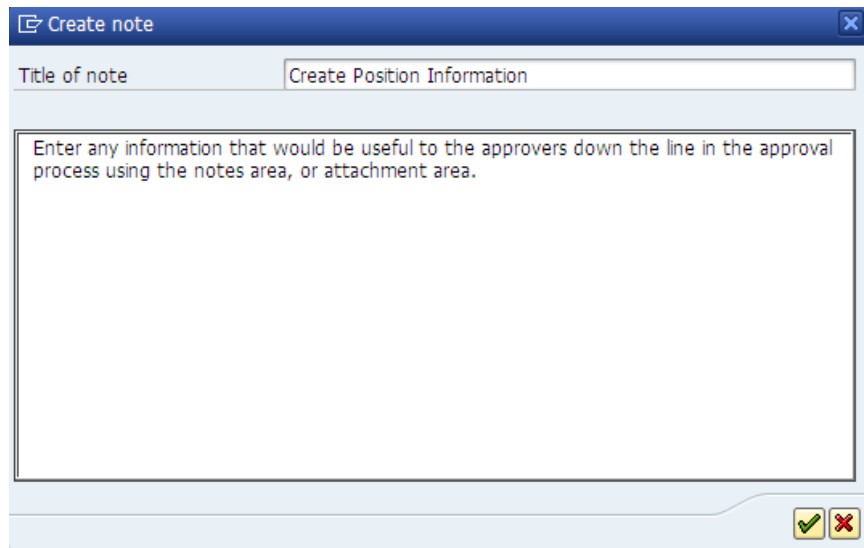 Create note
Title of note Create Position Information
Enter any information that would be useful to the approvers down the line in the approval
process using the notes area, or attachment area.